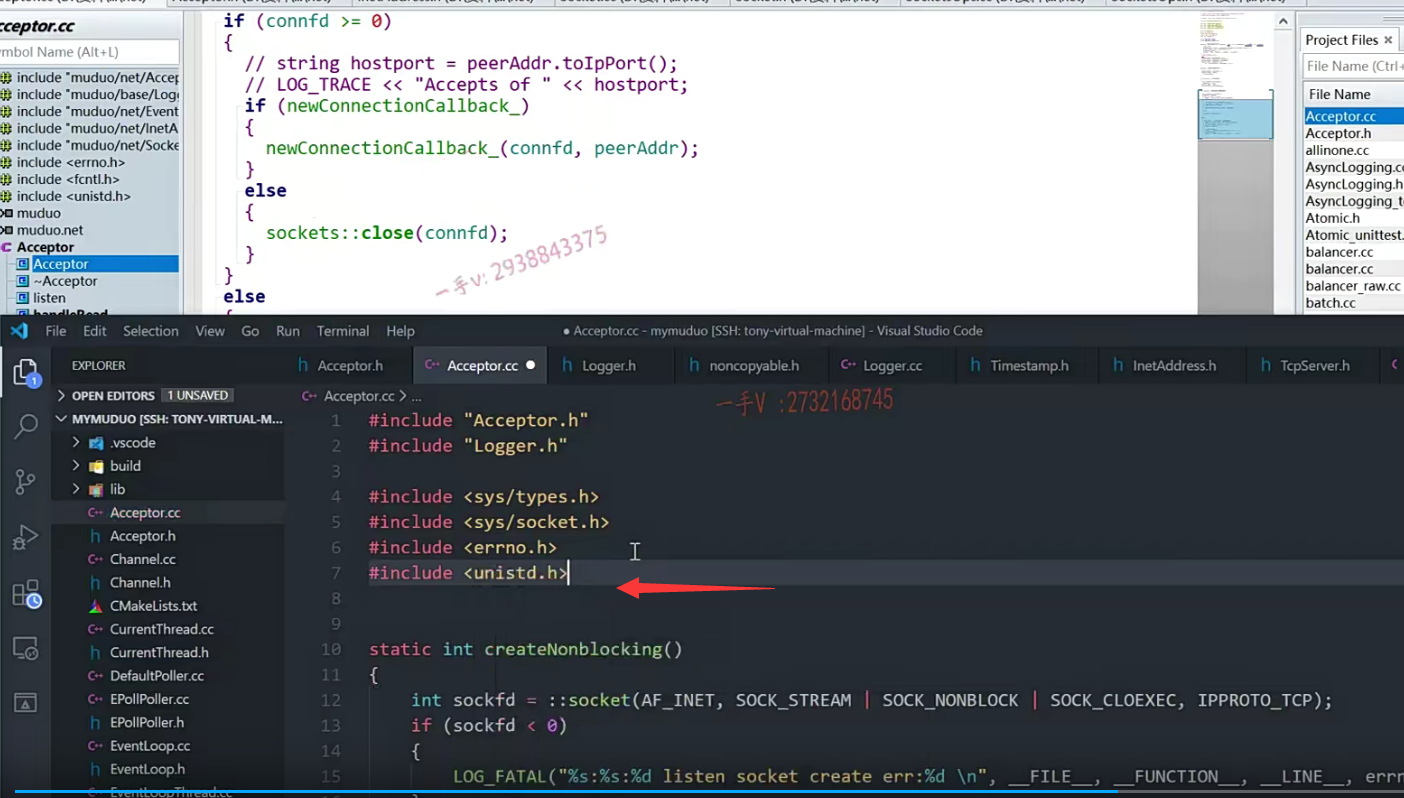 Acceptor.cc
Symbol Name (Alt+L)
include "muduo/net/Accep
include "muduo/base/Logg
include "muduo/net/Event
include "muduo/net/InetA
include "muduo/net/Socke
include <errno.h>
include <fcntl.h>
include <unistd.h>
muduo
muduo.net
Acceptor
Acceptor
~Acceptor
listen
handleRead
if (connfd >= 0)
{
// string hostport = peerAddr.toIpPort();
// LOG_TRACE << "Accepts of " << hostport;
if (newConnectionCallback_)
{
newConnectionCallback_(connfd, peerAddr);
}
else
{
sockets::close(connfd);
}
}
else
{
一手v: 2938843375
Project Files ×
File Name (Ctrl+
File Name
Acceptor.cc
Acceptor.h
allinone.cc
AsyncLogging.cc
AsyncLogging.h
AsyncLogging_te
Atomic.h
Atomic_unittest.
balancer.cc
balancer.cc
balancer_raw.cc
batch.cc
File Edit Selection View Go Run Terminal Help
● Acceptor.cc - mymuduo [SSH: tony-virtual-machine] - Visual Studio Code
EXPLORER
OPEN EDITORS 1 UNSAVED
MYMUDUO [SSH: TONY-VIRTUAL-M...
.vscode
build
lib
Acceptor.cc
Acceptor.h
Channel.cc
Channel.h
CMakeLists.txt
CurrentThread.cc
CurrentThread.h
DefaultPoller.cc
EPollPoller.cc
EPollPoller.h
EventLoop.cc
EventLoop.h
EventLoopThread.cc
1
Acceptor.h
Acceptor.cc ●
Logger.h
noncopyable.h
Logger.cc
Timestamp.h
InetAddress.h
TcpServer.h
Acceptor.cc > ...
一手V :2732168745
1 #include "Acceptor.h"
2 #include "Logger.h"
3
4 #include <sys/types.h>
5 #include <sys/socket.h>
6 #include <errno.h>
7 #include <unistd.h>
8
9
10 static int createNonblocking()
11 {
12 int sockfd = ::socket(AF_INET, SOCK_STREAM | SOCK_NONBLOCK | SOCK_CLOEXEC, IPPROTO_TCP);
13 if (sockfd < 0)
14 {
15 LOG_FATAL("%s:%s:%d listen socket create err:%d \n", __FILE__, __FUNCTION__, __LINE__, errn